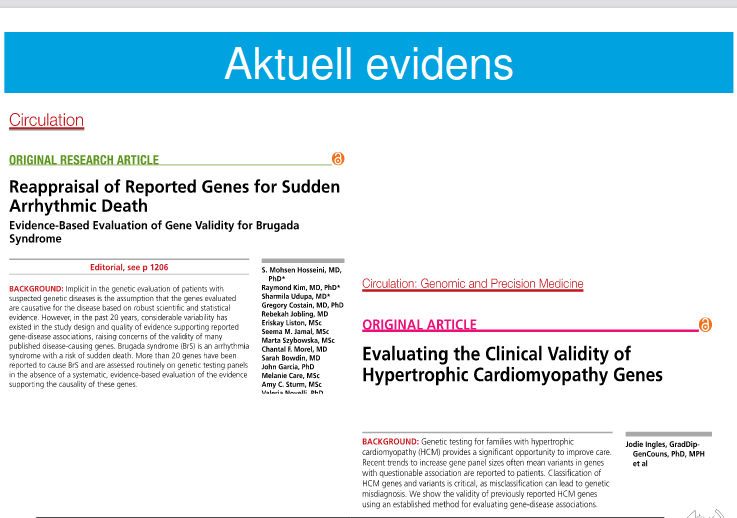 Aktuell evidens
Circulation
ORIGINAL RESEARCH ARTICLE
Reappraisal of Reported Genes for Sudden
Arrhythmic Death
Evidence-Based Evaluation of Gene Validity for Brugada
Syndrome
Editorial, see p 1206
BACKGROUND: Implicit in the genetic evaluation of patients with
suspected genetic diseases is the assumption that the genes evaluated
are causative for the disease based on robust scientific and statistical
evidence. However, in the past 20 years, considerable variability has
existed in the study design and quality of evidence supporting reported
gene-disease associations, raising concerns of the validity of many
published disease-causing genes. Brugada syndrome (BrS) is an arrhythmia
syndrome with a risk of sudden death. More than 20 genes have been
reported to cause BrS and are assessed routinely on genetic testing panels
in the absence of a systematic, evidence-based evaluation of the evidence
supporting the causality of these genes.
S. Mohsen Hosseini, MD,
PhD*
Raymond Kim, MD, PhD*
Sharmila Udupa, MD*
Gregory Costain, MD, PhD
Rebekah Jobling, MD
Eriskay Liston, MSc
Seema M. Jamal, MSc
Marta Szybowska, MSc
Chantal F. Morel, MD
Sarah Bowdin, MD
John Garcia, PhD
Melanie Care, MSc
Amy C. Sturm, MSc
Valeria Novelli, PhD
Circulation: Genomic and Precision Medicine
ORIGINAL ARTICLE
Evaluating the Clinical Validity of
Hypertrophic Cardiomyopathy Genes
BACKGROUND: Genetic testing for families with hypertrophic
cardiomyopathy (HCM) provides a significant opportunity to improve care.
Recent trends to increase gene panel sizes often mean variants in genes
with questionable association are reported to patients. Classification of
HCM genes and variants is critical, as misclassification can lead to genetic
misdiagnosis. We show the validity of previously reported HCM genes
using an established method for evaluating gene-disease associations.
Jodie Ingles, GradDip-
GenCouns, PhD, MPH
et al